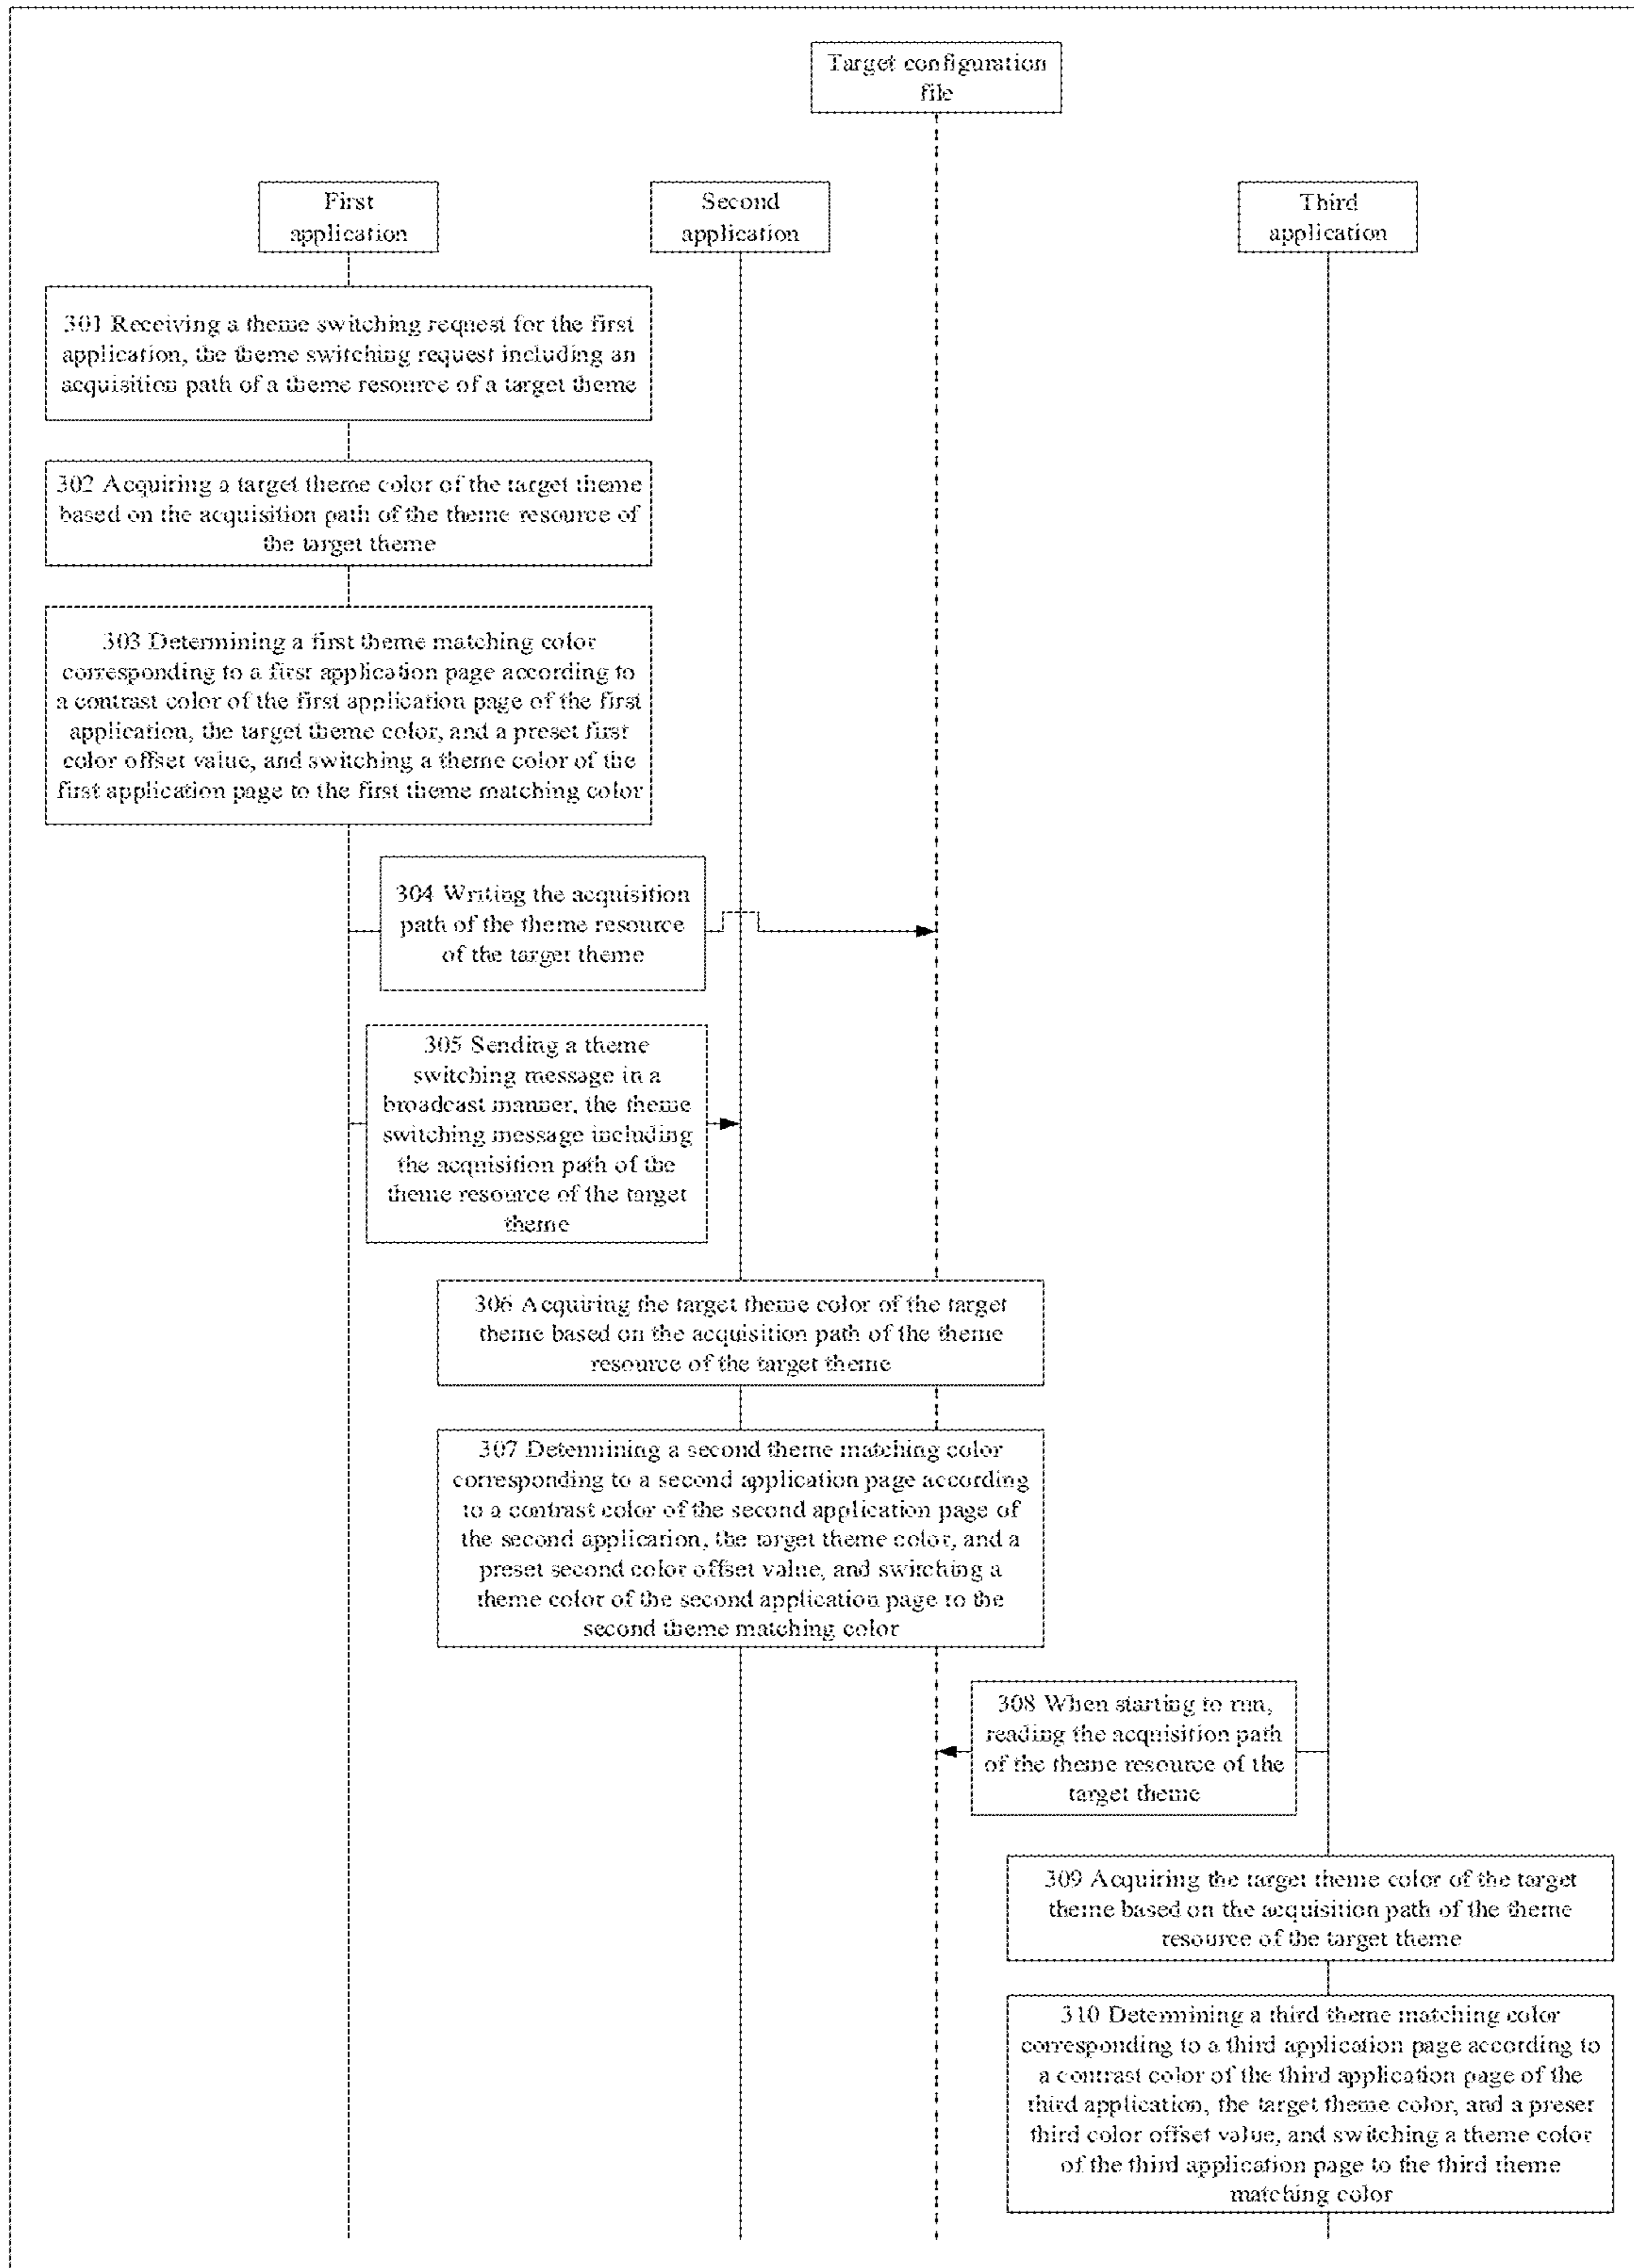 Target configuration
file
First
application
Second
application
Third
application
301 Receiving a theme switching request for the first
application, the theme switching request including an
acquisition path of a theme resource of a target theme
302 Acquiring a target theme color of the target theme
based on the acquisition path of the theme resource of
the target theme
303 Determining a first theme matching color
corresponding to a first application page according to
a contrast color of the first application page of the first
application, the target theme color, and a preset first
color offset value, and switching a theme color of the
first application page to the first theme matching color
304 Writing the acquisition
path of the theme resource
of the target theme
305 Sending a theme
switching message in a
broadcast manner, the theme
switching message including
the acquisition path of the
theme resource of the target
theme
306 Acquiring the target theme color of the target
theme based on the acquisition path of the theme
resource of the target theme
307 Determining a second theme matching color
corresponding to a second application page according
to a contrast color of the second application page of
the second application, the target theme color, and a
preset second color offset value, and switching a
theme color of the second application page to the
second theme matching color
308 When starting to run,
reading the acquisition path
of the theme resource of the
target theme
309 Acquiring the target theme color of the target
theme based on the acquisition path of the theme
resource of the target theme
310 Determining a third theme matching color
corresponding to a third application page according to
a contrast color of the third application page of the
third application, the target theme color, and a preset
third color offset value, and switching a theme color
of the third application page to the third theme
matching color